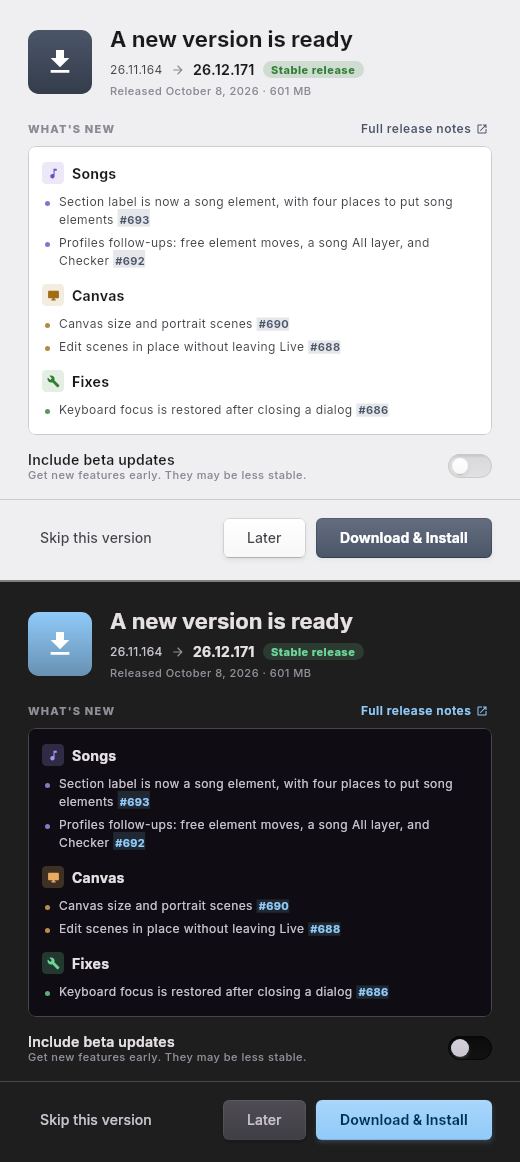 A new version is ready
26.11.164 → 26.12.171 Stable release
Released October 8, 2026 · 601 MB
WHAT'S NEW Full release notes
Songs
Section label is now a song element, with four places to put song
elements #693
Profiles follow-ups: free element moves, a song All layer, and
Checker #692
Canvas
Canvas size and portrait scenes #690
Edit scenes in place without leaving Live #688
Fixes
Keyboard focus is restored after closing a dialog #686
Include beta updates
Get new features early. They may be less stable.
Skip this version Later Download & Install
A new version is ready
26.11.164 → 26.12.171 Stable release
Released October 8, 2026 · 601 MB
WHAT'S NEW Full release notes
Songs
Section label is now a song element, with four places to put song
elements #693
Profiles follow-ups: free element moves, a song All layer, and
Checker #692
Canvas
Canvas size and portrait scenes #690
Edit scenes in place without leaving Live #688
Fixes
Keyboard focus is restored after closing a dialog #686
Include beta updates
Get new features early. They may be less stable.
Skip this version Later Download & Install